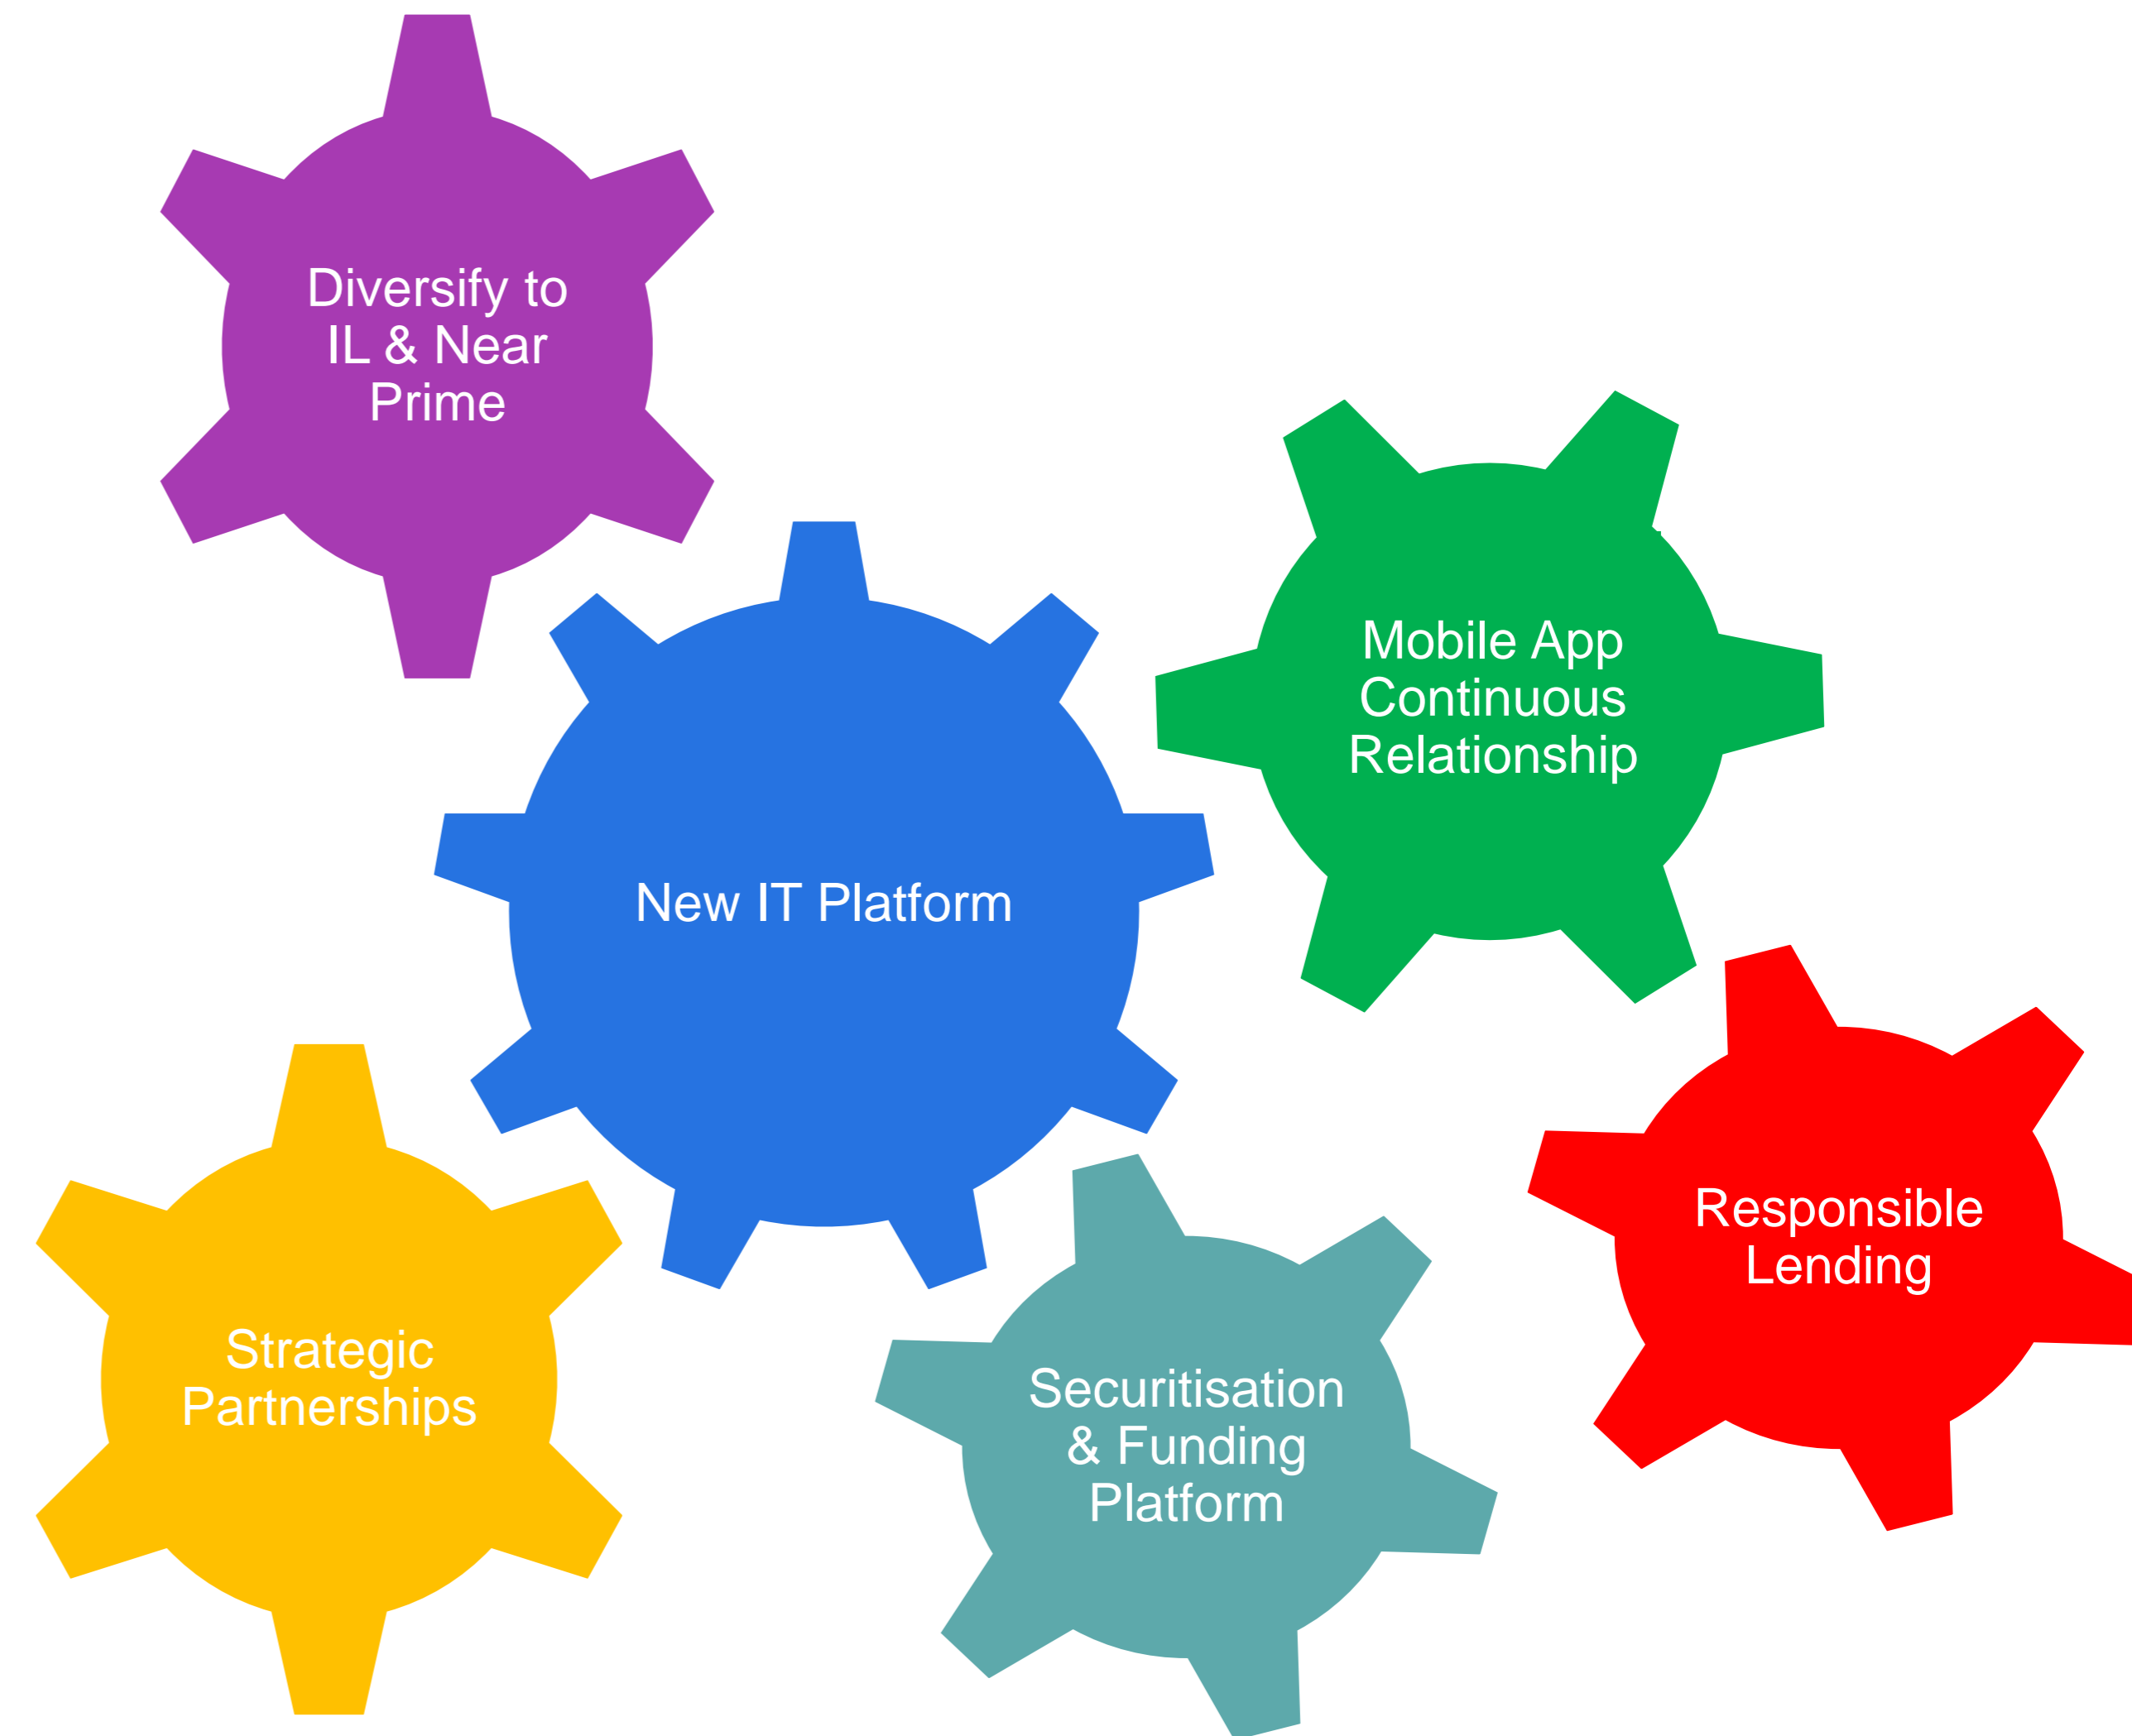 Diversify to
IL & Near
Prime
Mobile App
Continuous
Relationship
New IT Platform
Responsible
Lending
Strategic
Partnerships
Securitisation
& Funding
Platform